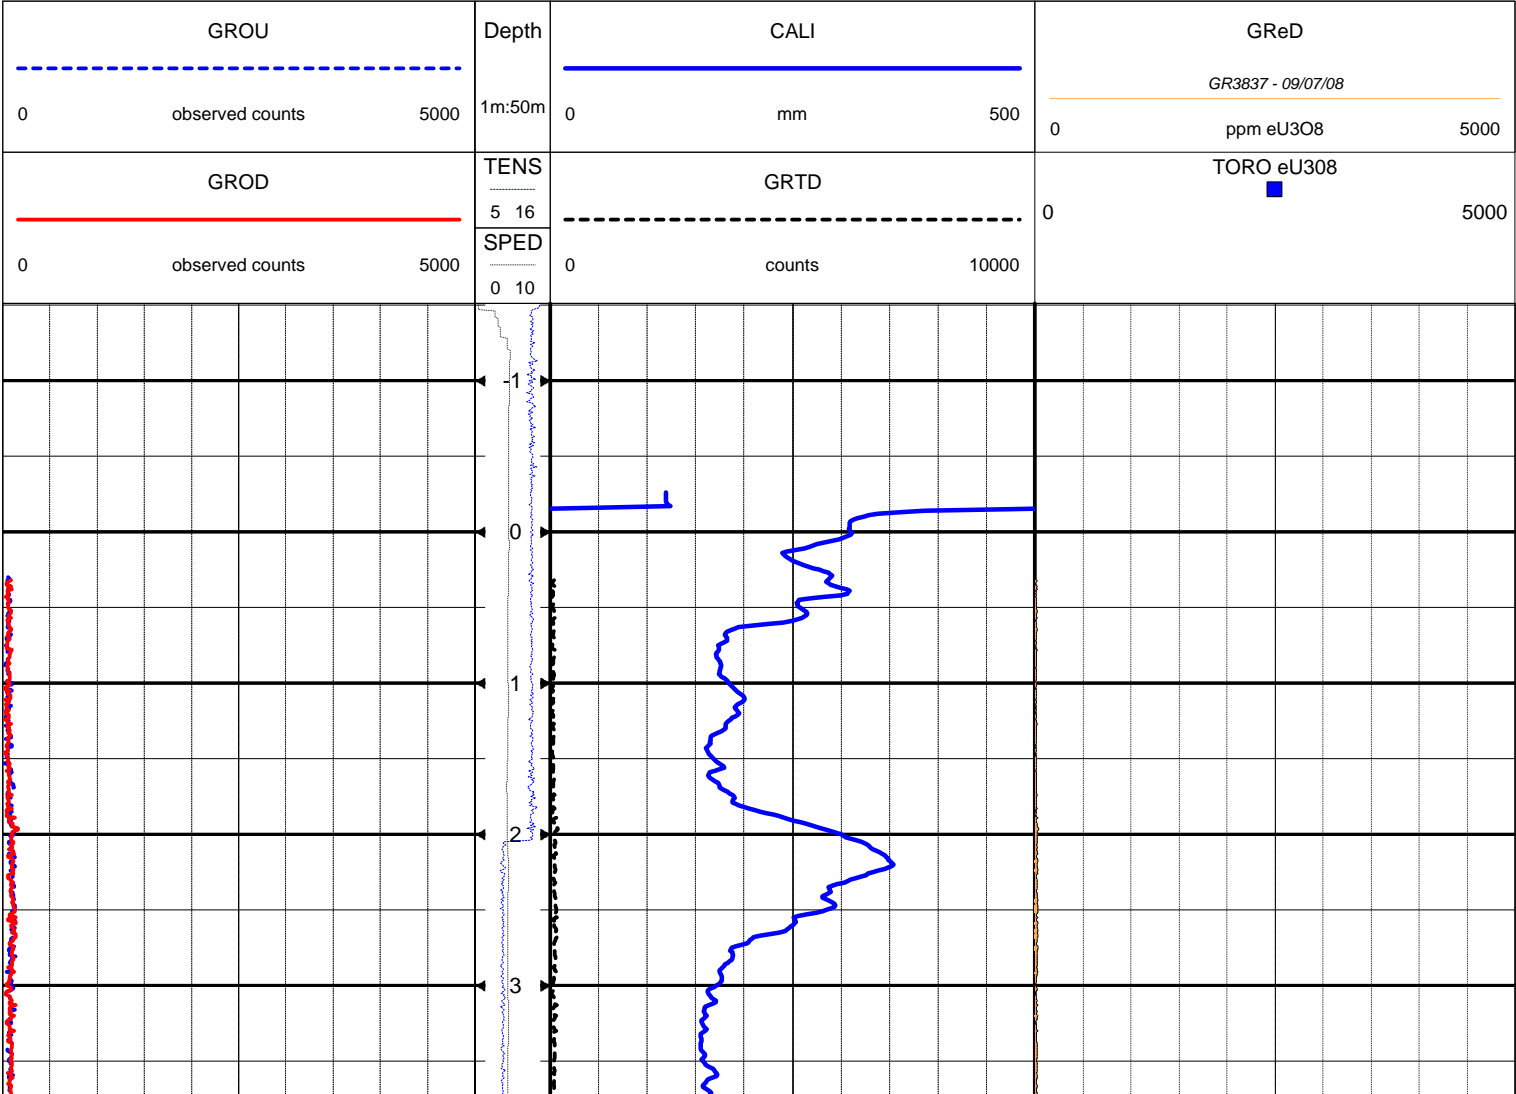 GROU
0 observed counts 5000
Depth
1m:50m
CALI
0 mm 500
GReD
GR3837 - 09/07/08
0 ppm eU3O8 5000
GROD
0 observed counts 5000
TENS
5 16
SPED
0 10
GRTD
0 counts 10000
TORO eU308
0 5000
-1
0
1
2
3